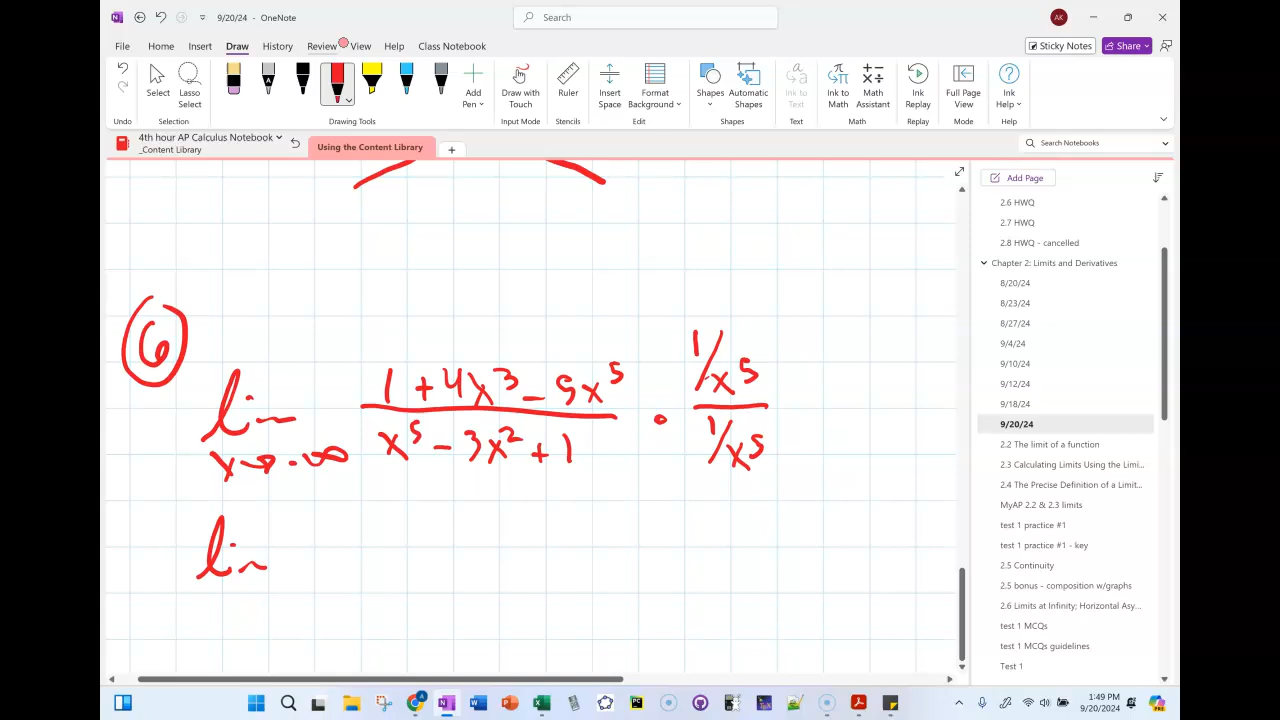 9/20/24 - OneNote
Search
AK
File Home Insert Draw History Review View Help Class Notebook
Sticky Notes
Share
Undo
Select
Lasso Select
Add Pen
Draw with Touch
Ruler
Insert Space
Format Background
Shapes
Automatic Shapes
Ink to Text
Ink to Math
Math Assistant
Ink Replay
Full Page View
Ink Help
Undo Selection Drawing Tools Input Mode Stencils Edit Shapes Text Math Replay Mode Help
4th hour AP Calculus Notebook
_Content Library
Using the Content Library
+
Search Notebooks
Add Page
2.6 HWQ
2.7 HWQ
2.8 HWQ - cancelled
Chapter 2: Limits and Derivatives
8/20/24
8/23/24
8/27/24
9/4/24
9/10/24
9/12/24
9/18/24
9/20/24
2.2 The limit of a function
2.3 Calculating Limits Using the Limi...
2.4 The Precise Definition of a Limit...
MyAP 2.2 & 2.3 limits
test 1 practice #1
test 1 practice #1 - key
2.5 Continuity
2.5 bonus - composition w/graphs
2.6 Limits at Infinity; Horizontal Asy...
test 1 MCQs
test 1 MCQs guidelines
Test 1
6
lim x→-∞ (1 + 4x³ - 5x⁵)/(x⁵ - 3x² + 1) · (1/x⁵)/(1/x⁵)
lim
1:49 PM
9/20/2024